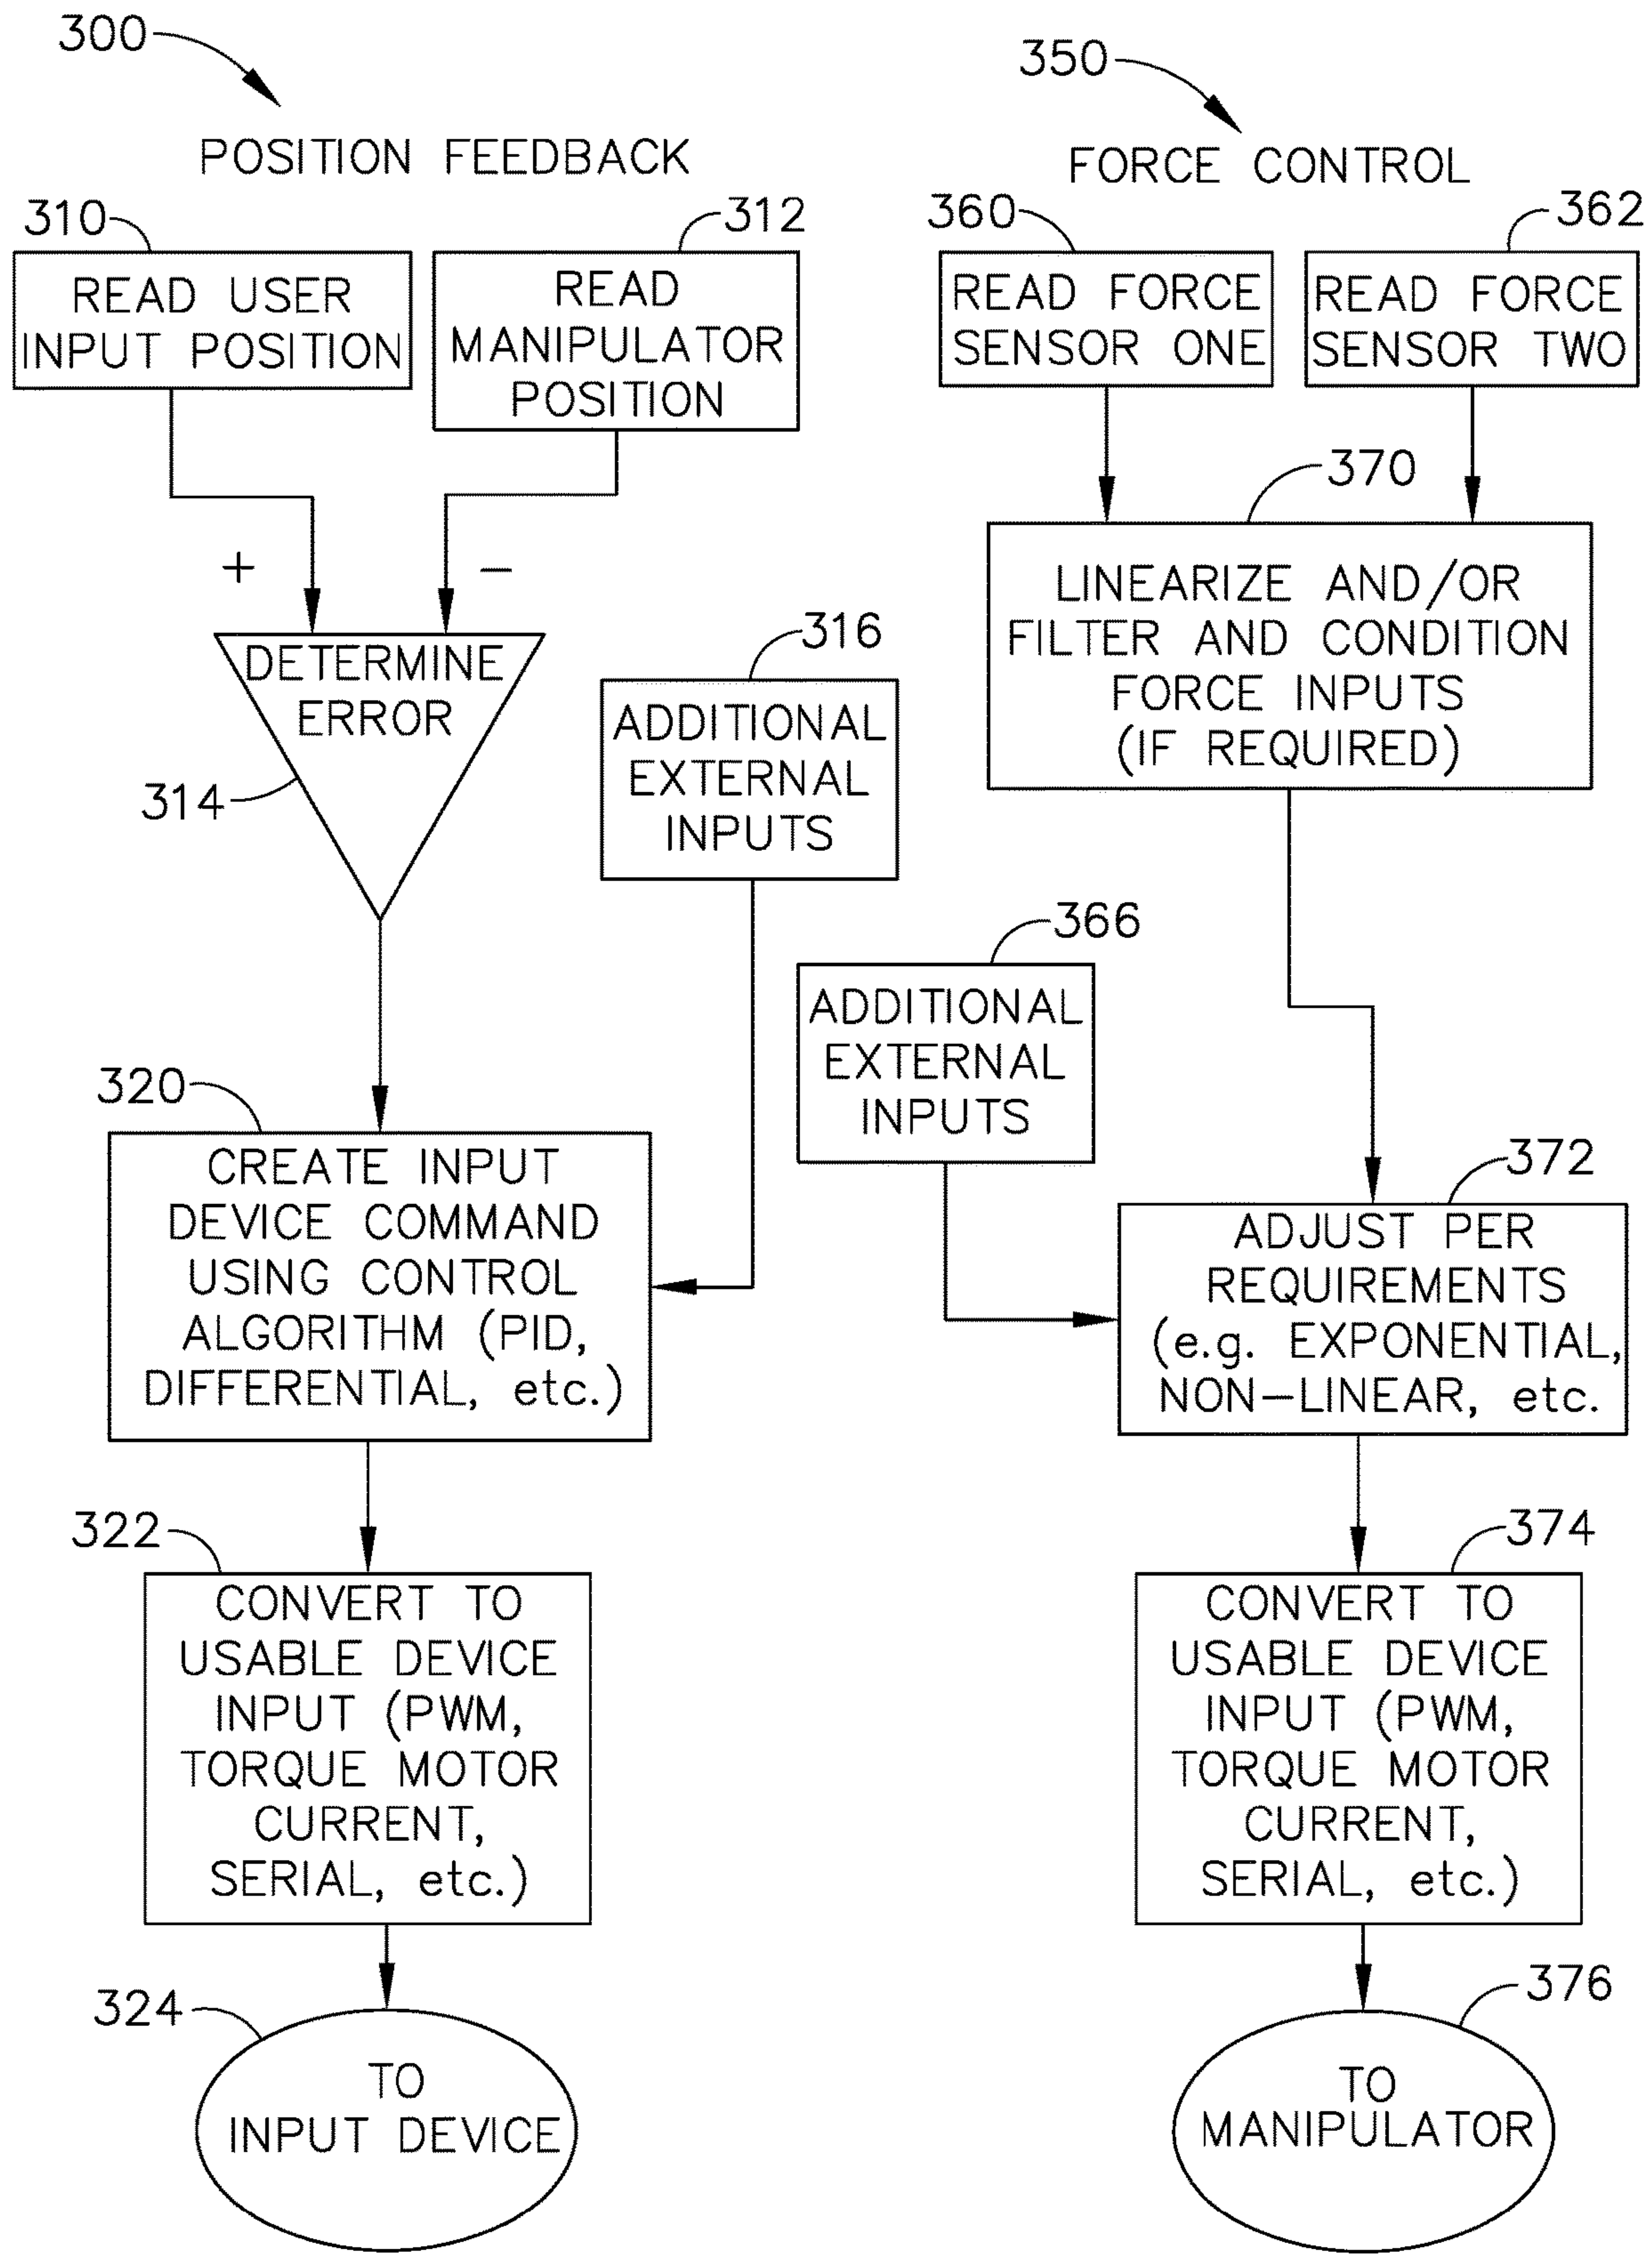 300
POSITION FEEDBACK
310
READ USER
INPUT POSITION
312
READ
MANIPULATOR
POSITION
+
−
DETERMINE
ERROR
314
316
ADDITIONAL
EXTERNAL
INPUTS
320
CREATE INPUT
DEVICE COMMAND
USING CONTROL
ALGORITHM (PID,
DIFFERENTIAL, etc.)
322
CONVERT TO
USABLE DEVICE
INPUT (PWM,
TORQUE MOTOR
CURRENT,
SERIAL, etc.)
324
TO
INPUT DEVICE
350
FORCE CONTROL
360
READ FORCE
SENSOR ONE
362
READ FORCE
SENSOR TWO
370
LINEARIZE AND/OR
FILTER AND CONDITION
FORCE INPUTS
(IF REQUIRED)
366
ADDITIONAL
EXTERNAL
INPUTS
372
ADJUST PER
REQUIREMENTS
(e.g. EXPONENTIAL,
NON-LINEAR, etc.
374
CONVERT TO
USABLE DEVICE
INPUT (PWM,
TORQUE MOTOR
CURRENT,
SERIAL, etc.)
376
TO
MANIPULATOR